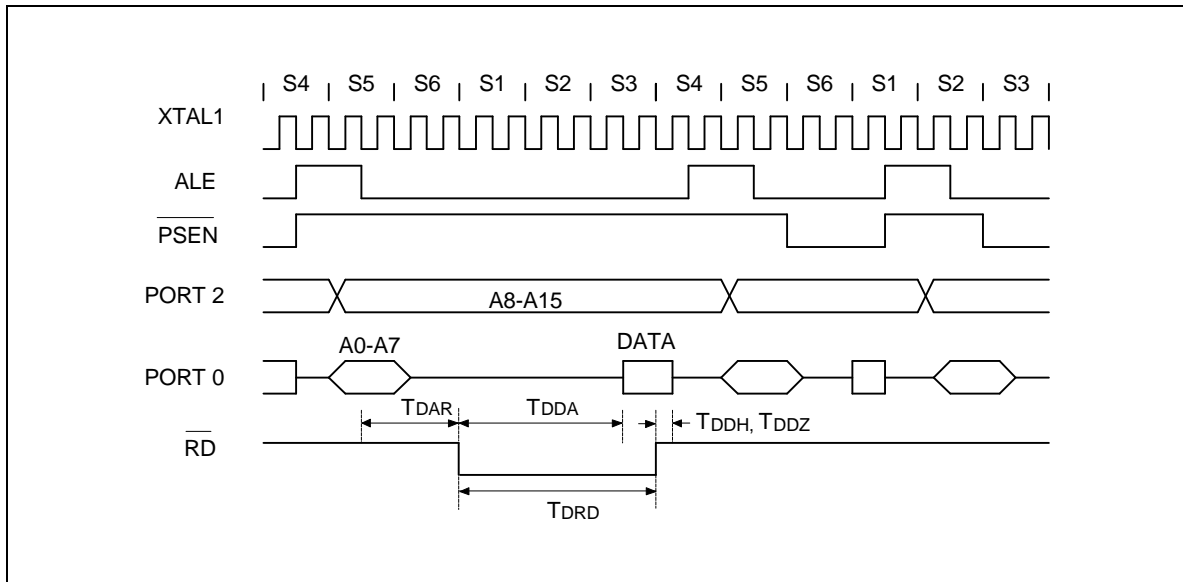 S4 S5 S6 S1 S2 S3 S4 S5 S6 S1 S2 S3
XTAL1
ALE
PSEN
PORT 2
A8-A15
A0-A7
DATA
PORT 0
TDAR
TDDA
TDDH, TDDZ
RD
TDRD